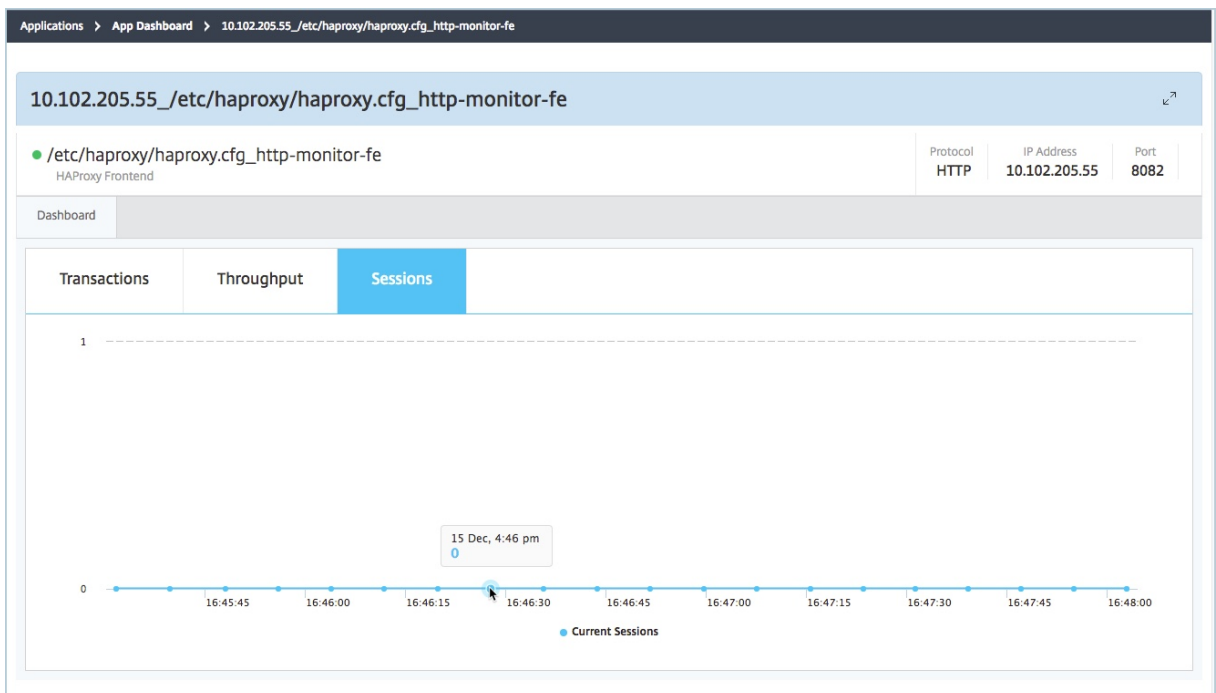 Applications > App Dashboard > 10.102.205.55_/etc/haproxy/haproxy.cfg_http-monitor-fe
10.102.205.55_/etc/haproxy/haproxy.cfg_http-monitor-fe
/etc/haproxy/haproxy.cfg_http-monitor-fe
HAProxy Frontend
Protocol IP Address Port
HTTP 10.102.205.55 8082
Dashboard
Transactions Throughput Sessions
1
15 Dec, 4:46 pm
0
0
16:45:45 16:46:00 16:46:15 16:46:30 16:46:45 16:47:00 16:47:15 16:47:30 16:47:45 16:48:00
Current Sessions